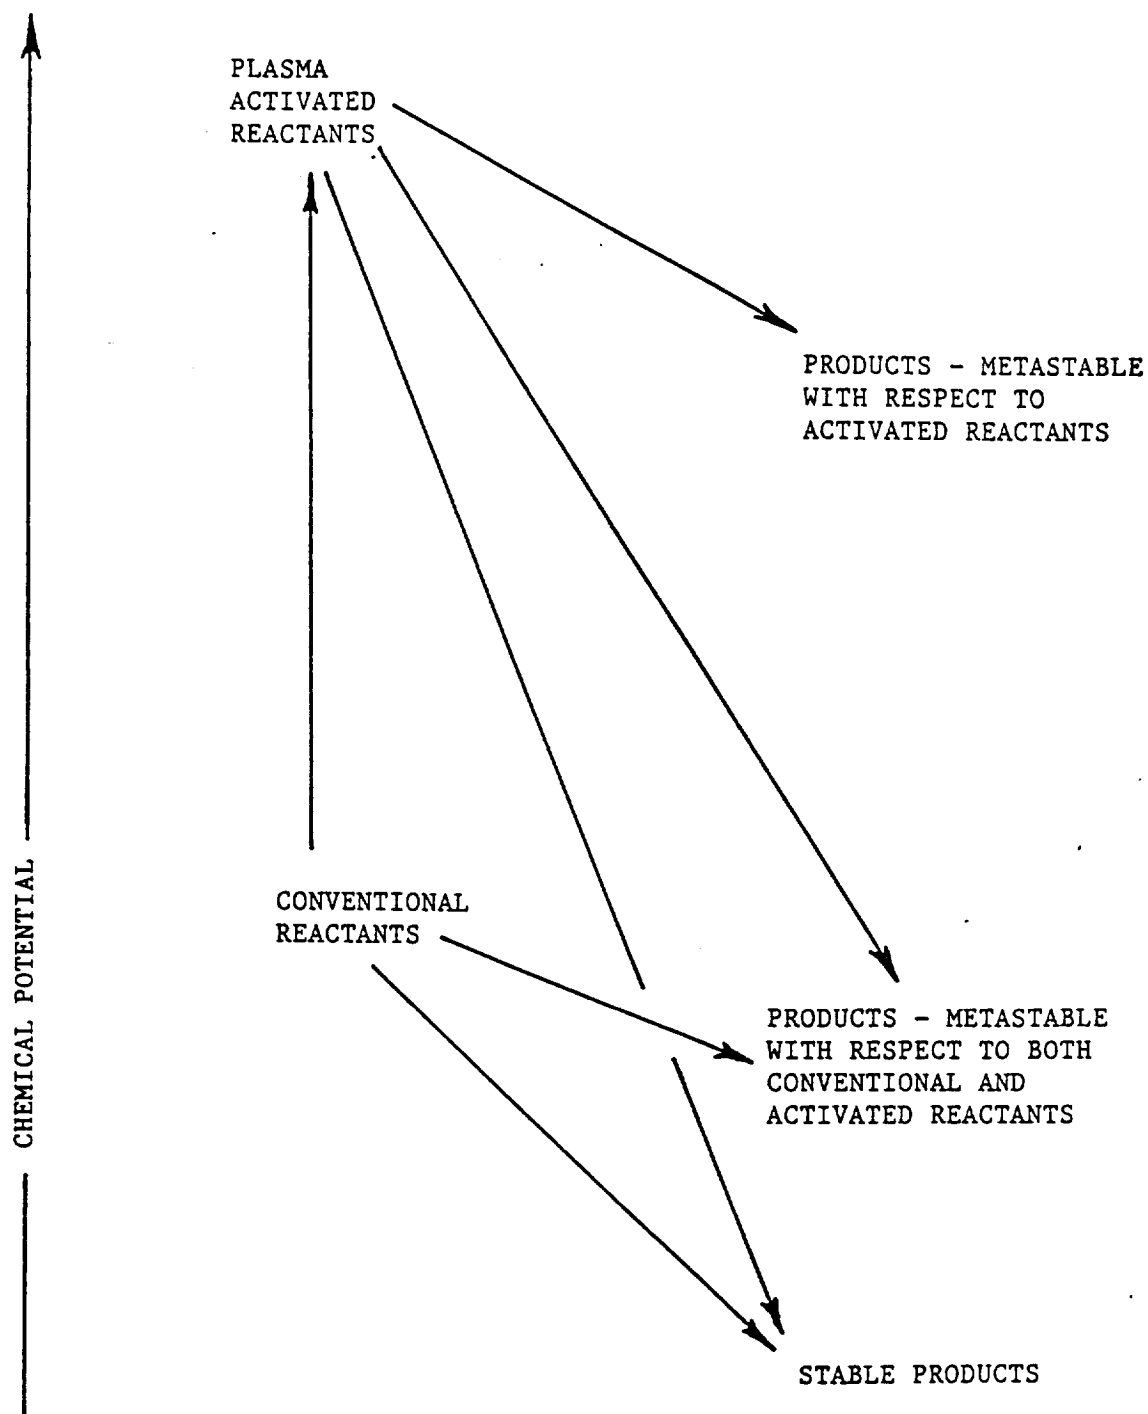 PLASMA
ACTIVATED
REACTANTS
PRODUCTS - METASTABLE
WITH RESPECT TO
ACTIVATED REACTANTS
CHEMICAL POTENTIAL
CONVENTIONAL
REACTANTS
PRODUCTS - METASTABLE
WITH RESPECT TO BOTH
CONVENTIONAL AND
ACTIVATED REACTANTS
STABLE PRODUCTS